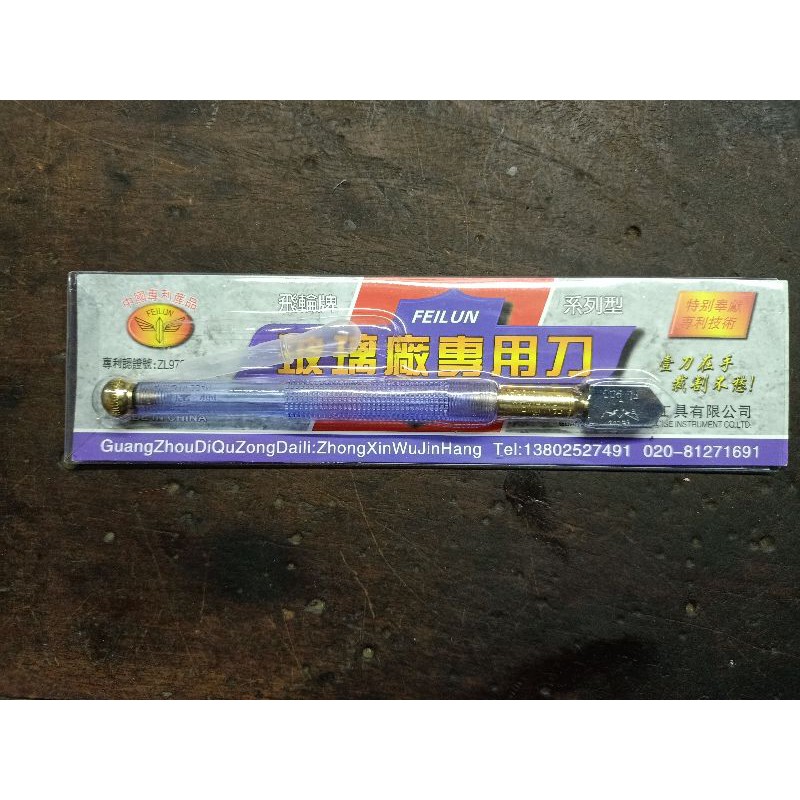 中國專利產品
FEILUN
專利證號:ZL97
飛輪牌
FEILUN
系列型
特别奉獻
專利技術
玻璃廠專用刀
壹刀在手
裁割不愁!
工具有限公司
INSTRUMENT CO.LTD
GuangZhouDiQuZongDaili:ZhongXinWuJinHang Tel:13802527491 020-81271691